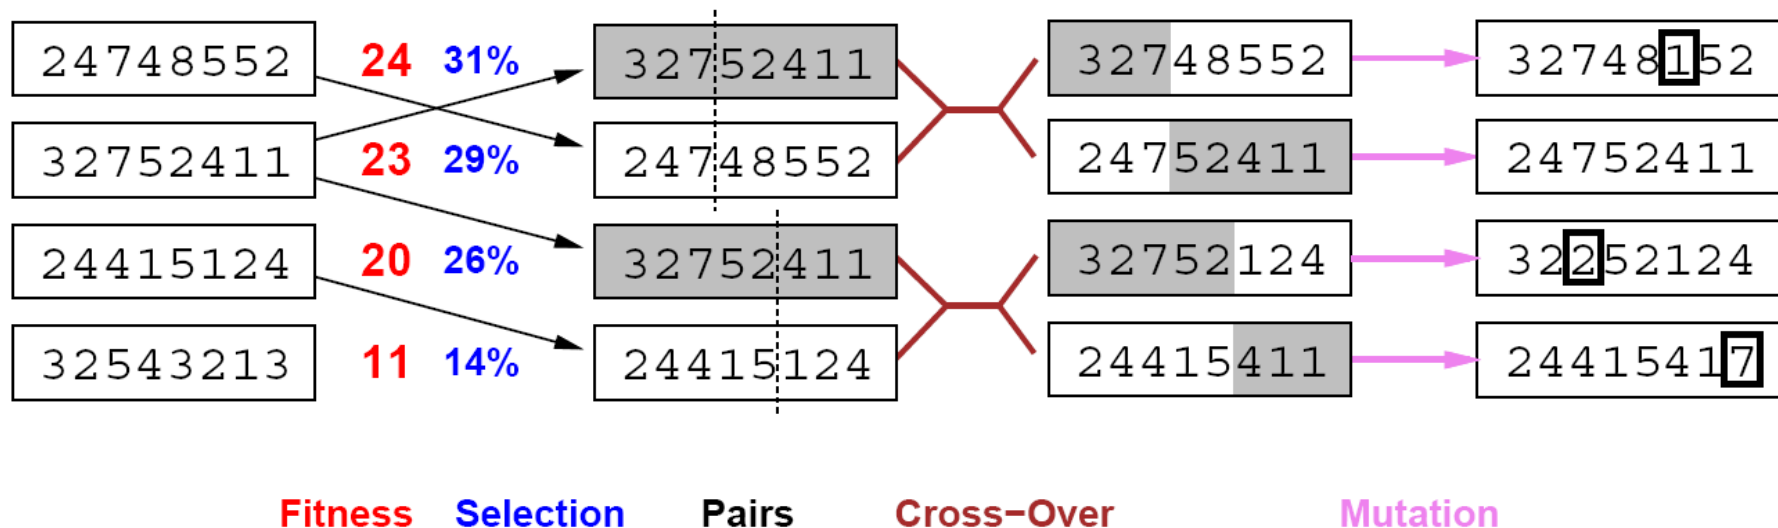 24748552 24 31% 32752411 32748552 32748152
32752411 23 29% 24748552 24752411 24752411
24415124 20 26% 32752411 32752124 32252124
32543213 11 14% 24415124 24415411 24415417
Fitness Selection Pairs Cross−Over Mutation